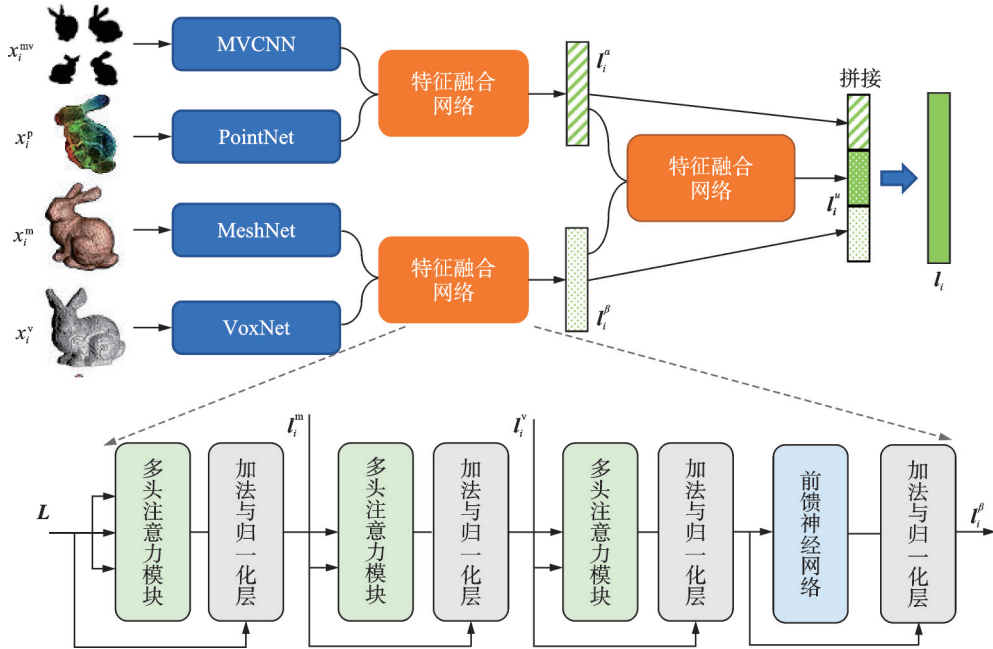 x_i^mv
MVCNN
特征融合
网络
l_i^α
拼接
x_i^p
PointNet
特征融合
网络
l_i^u
x_i^m
MeshNet
特征融合
网络
l_i
x_i^v
VoxNet
l_i^β
L
多头注意力模块
加法与归一化层
l_i^m
多头注意力模块
加法与归一化层
l_i^v
多头注意力模块
加法与归一化层
前馈神经网络
加法与归一化层
l_i^β